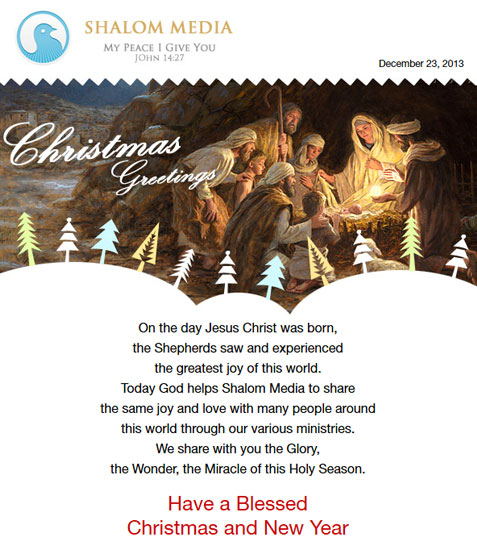 SHALOM MEDIA
MY PEACE I GIVE YOU
JOHN 14:27
December 23, 2013
Christmas
Greetings
On the day Jesus Christ was born,
the Shepherds saw and experienced
the greatest joy of this world.
Today God helps Shalom Media to share
the same joy and love with many people around
this world through our various ministries.
We share with you the Glory,
the Wonder, the Miracle of this Holy Season.
Have a Blessed
Christmas and New Year